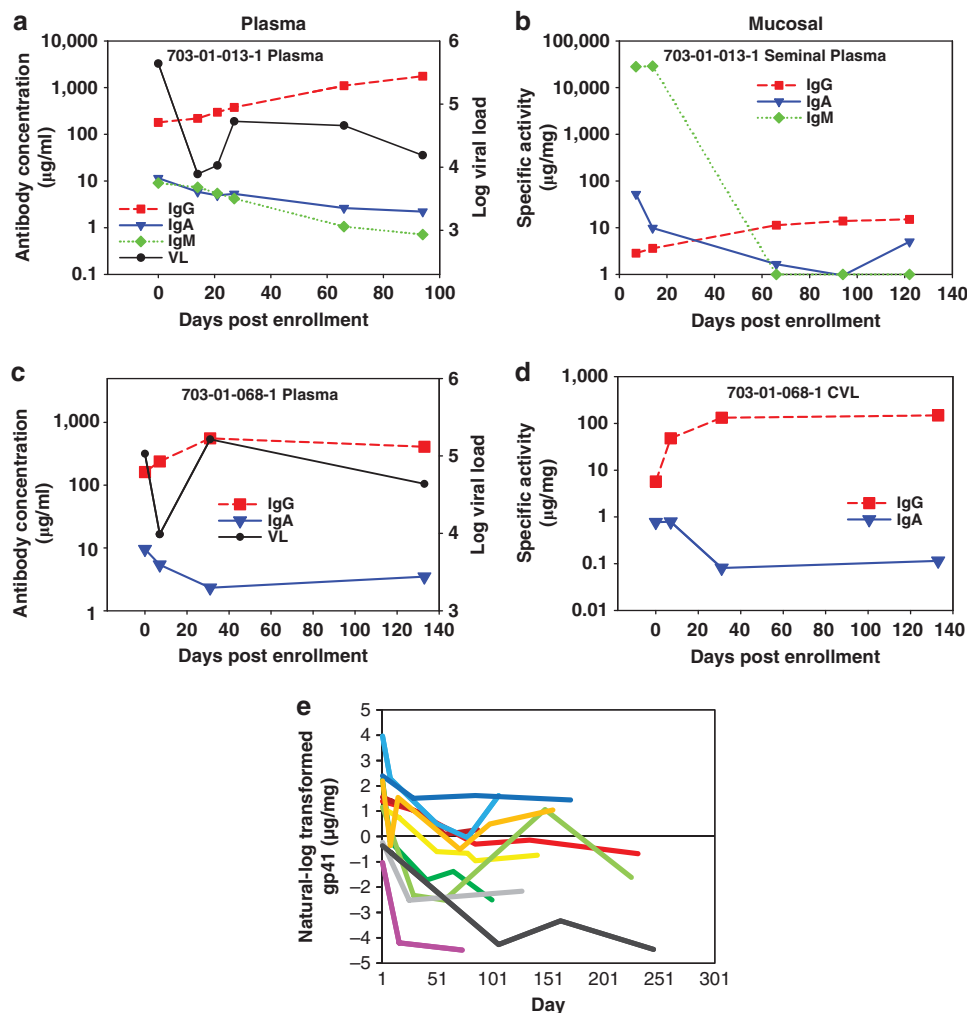 a
Plasma
703-01-013-1 Plasma
Antibody concentration
(µg/ml)
10,000
1,000
100
10
1
0.1
IgG
IgA
IgM
VL
6
5
4
3
Log viral load
0 20 40 60 80 100
Days post enrollment
b
Mucosal
703-01-013-1 Seminal Plasma
Specific activity
(µg/mg)
100,000
10,000
1,000
100
10
1
IgG
IgA
IgM
0 20 40 60 80 100 120 140
Days post enrollment
c
703-01-068-1 Plasma
Antibody concentration
(µg/ml)
1,000
100
10
1
IgG
IgA
VL
6
5
4
3
Log viral load
0 20 40 60 80 100 120 140
Days post enrollment
d
703-01-068-1 CVL
Specific activity
(µg/mg)
1,000
100
10
1
0.1
0.01
IgG
IgA
0 20 40 60 80 100 120 140
Days post enrollment
e
Natural-log transformed
gp41 (µg/mg)
5
4
3
2
1
0
–1
–2
–3
–4
–5
1 51 101 151 201 251 301
Day